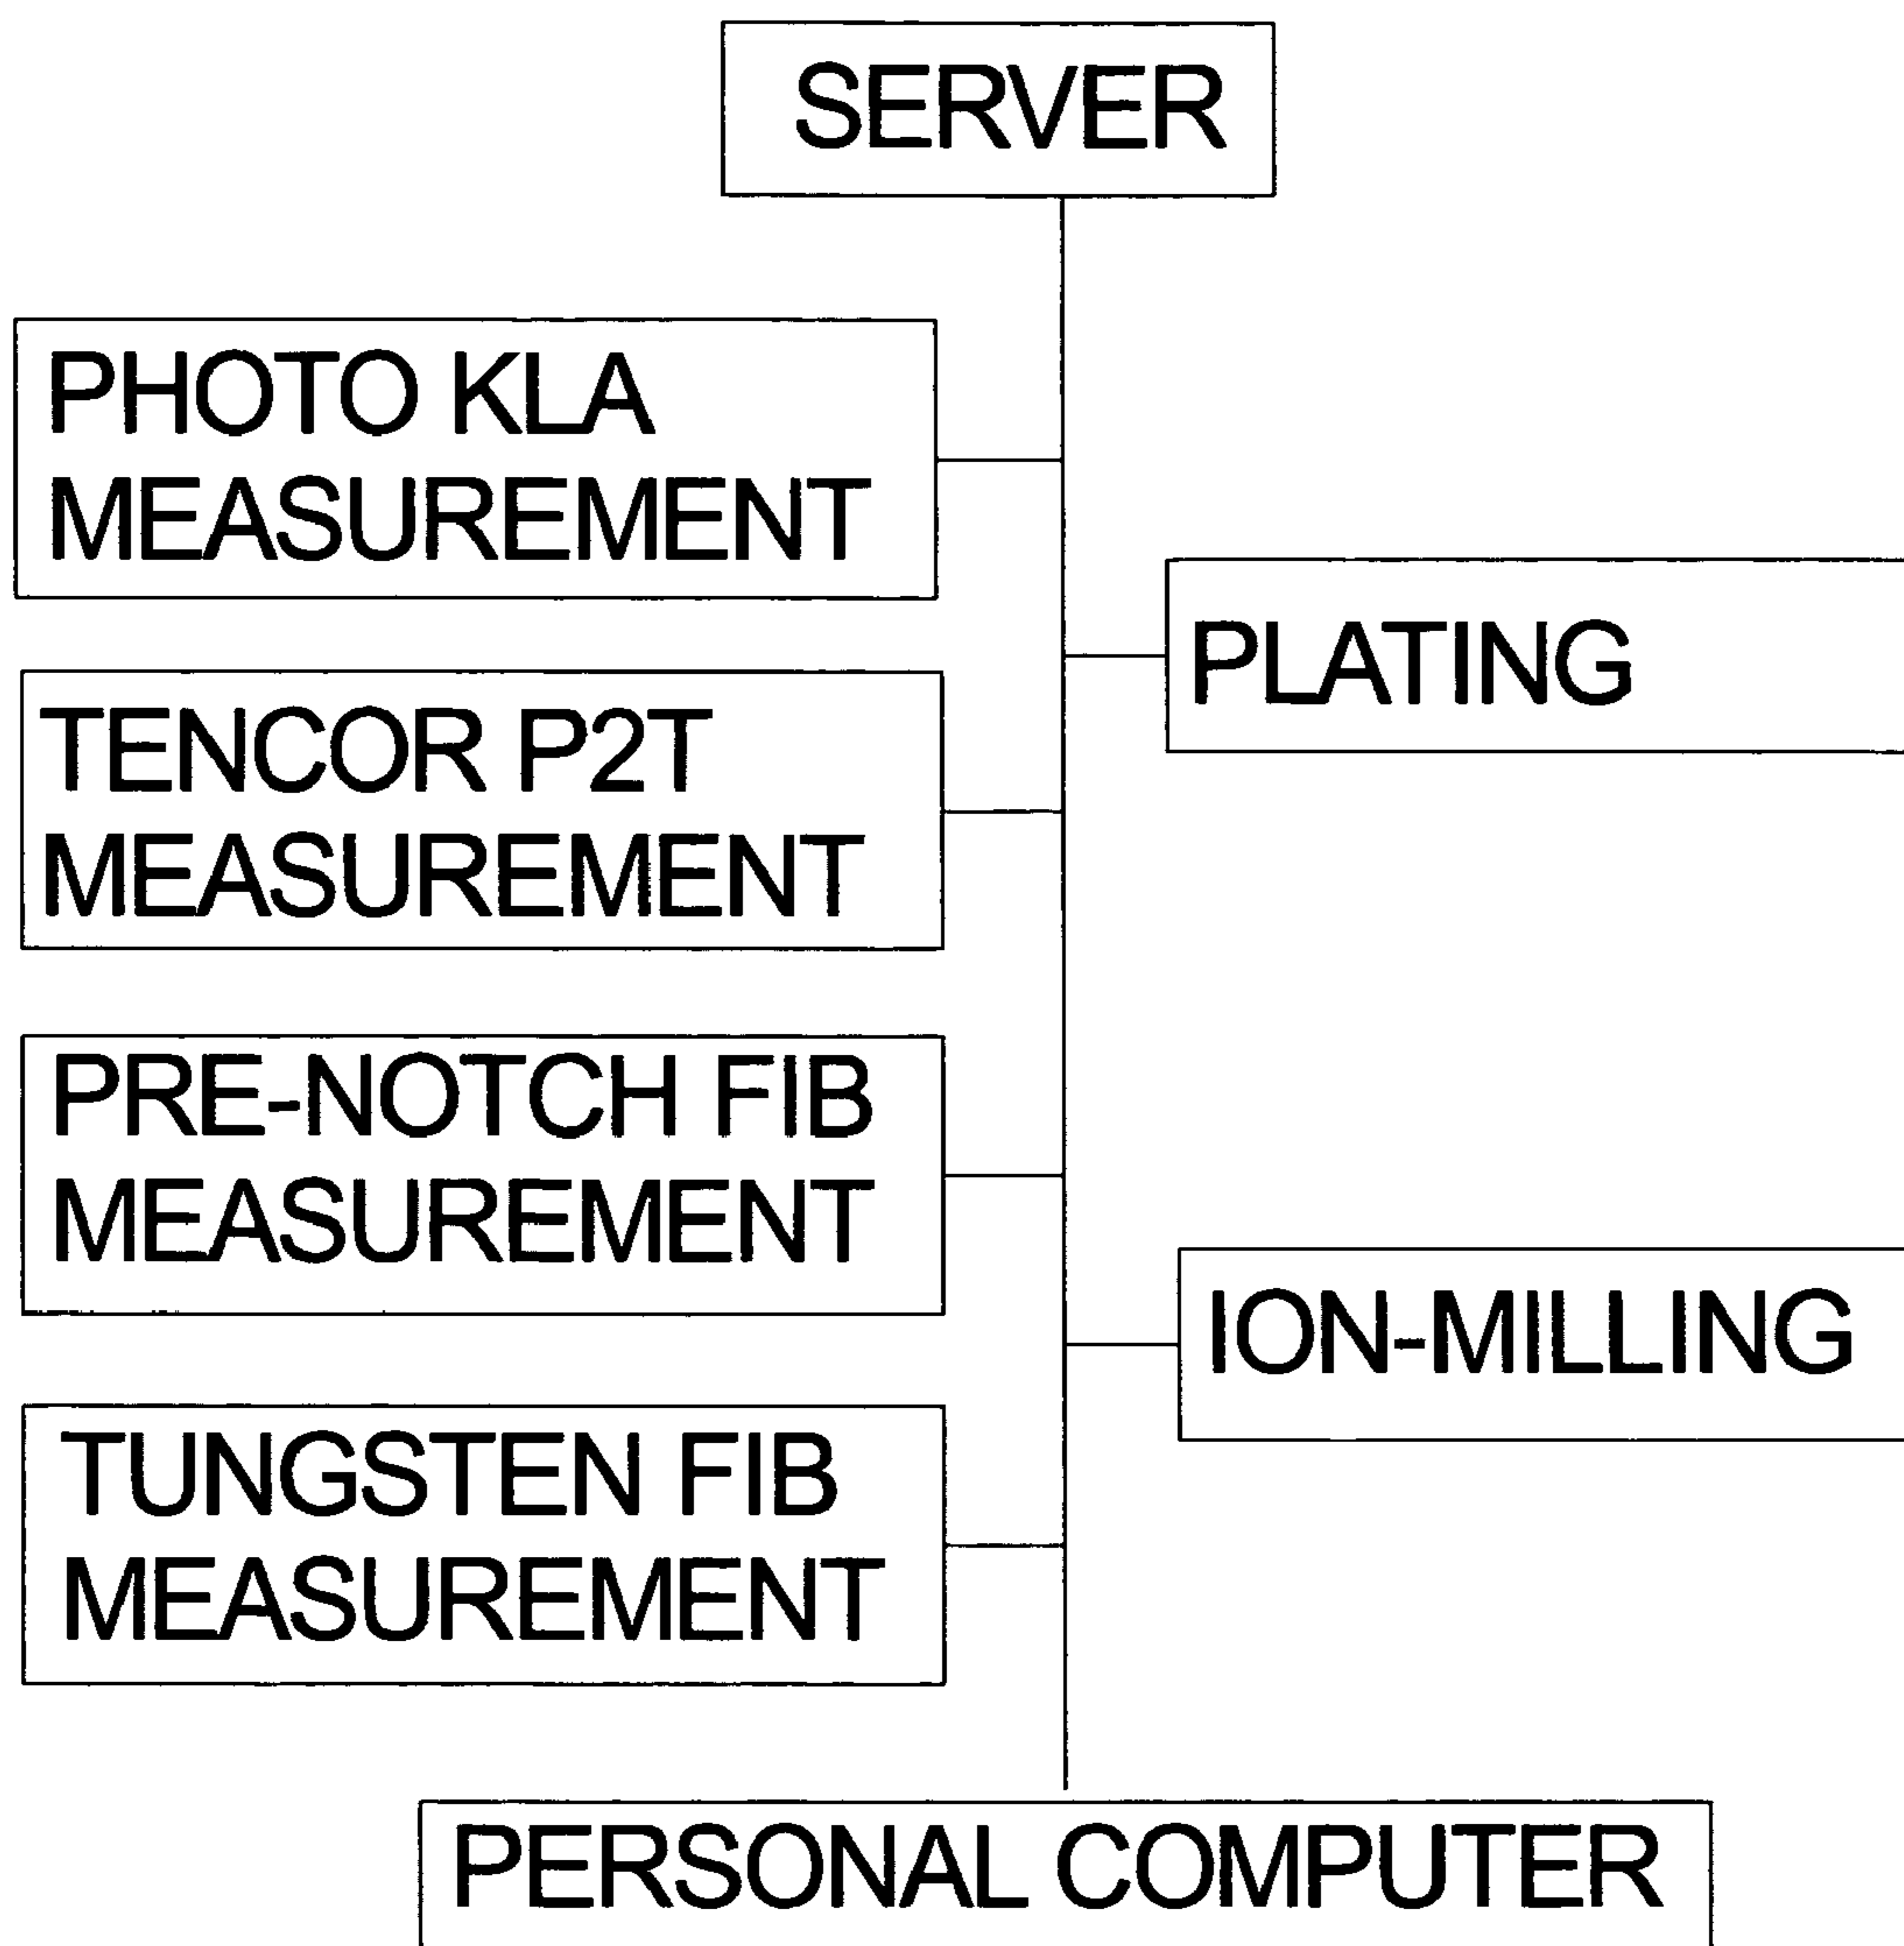 SERVER
PHOTO KLA
MEASUREMENT
PLATING
TENCOR P2T
MEASUREMENT
PRE-NOTCH FIB
MEASUREMENT
ION-MILLING
TUNGSTEN FIB
MEASUREMENT
PERSONAL COMPUTER